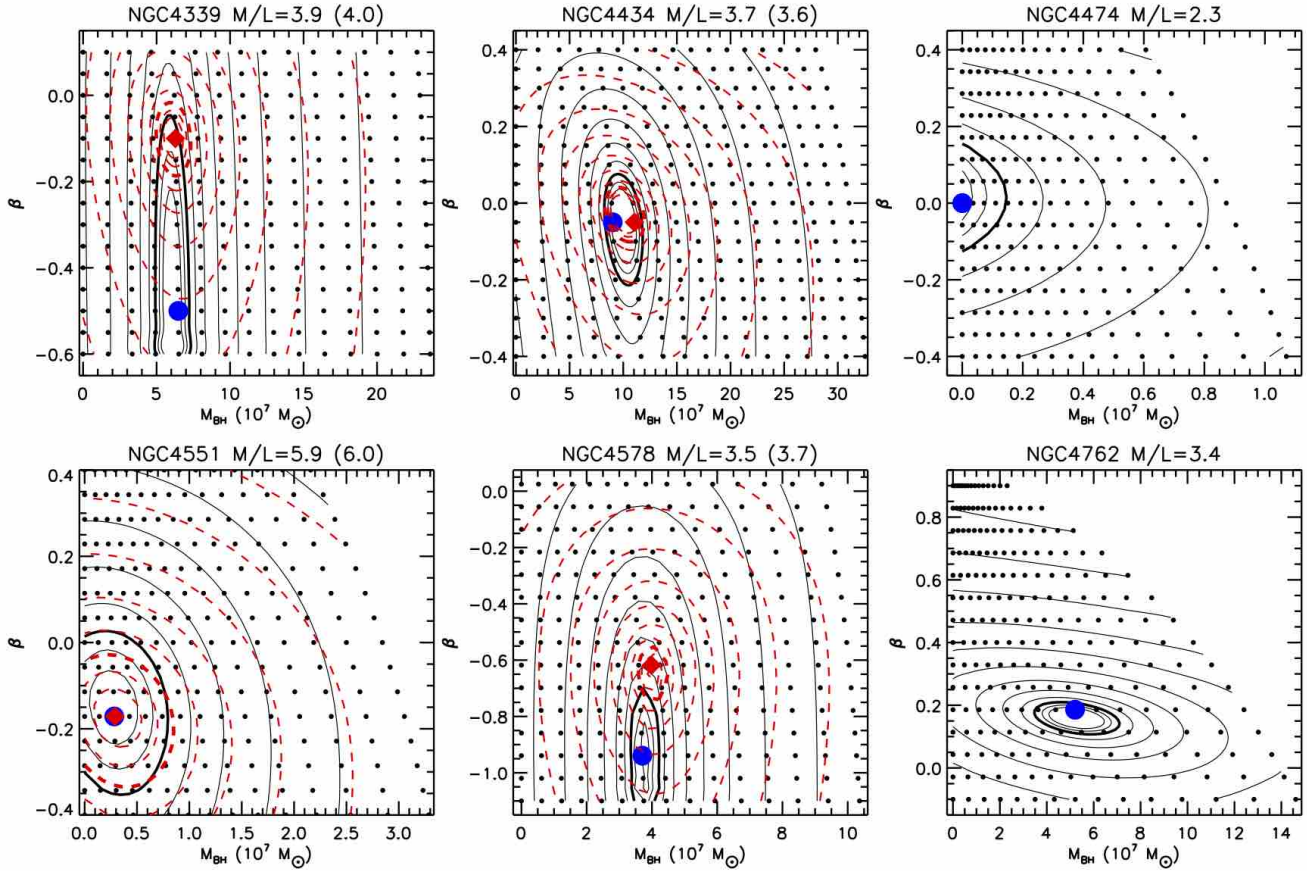 NGC4339 M/L=3.9 (4.0)
0.0
−0.2
−0.4
−0.6
β
0 5 10 15 20
M_BH (10^7 M_⊙)
NGC4434 M/L=3.7 (3.6)
0.4
0.2
0.0
−0.2
−0.4
β
0 5 10 15 20 25 30
M_BH (10^7 M_⊙)
NGC4474 M/L=2.3
0.4
0.2
0.0
−0.2
−0.4
β
0.0 0.2 0.4 0.6 0.8 1.0
M_BH (10^7 M_⊙)
NGC4551 M/L=5.9 (6.0)
0.4
0.2
0.0
−0.2
−0.4
β
0.0 0.5 1.0 1.5 2.0 2.5 3.0
M_BH (10^7 M_⊙)
NGC4578 M/L=3.5 (3.7)
0.0
−0.2
−0.4
−0.6
−0.8
−1.0
β
0 2 4 6 8 10
M_BH (10^7 M_⊙)
NGC4762 M/L=3.4
0.8
0.6
0.4
0.2
0.0
β
0 2 4 6 8 10 12 14
M_BH (10^7 M_⊙)